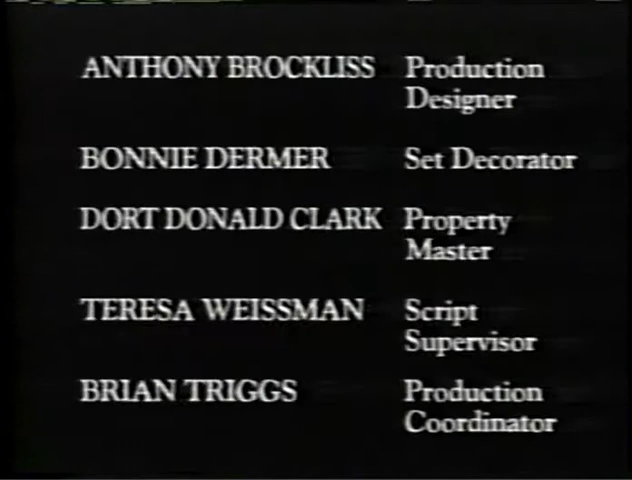 ANTHONY BROCKLISS Production
Designer
BONNIE DERMER Set Decorator
DORT DONALD CLARK Property
Master
TERESA WEISSMAN Script
Supervisor
BRIAN TRIGGS Production
Coordinator